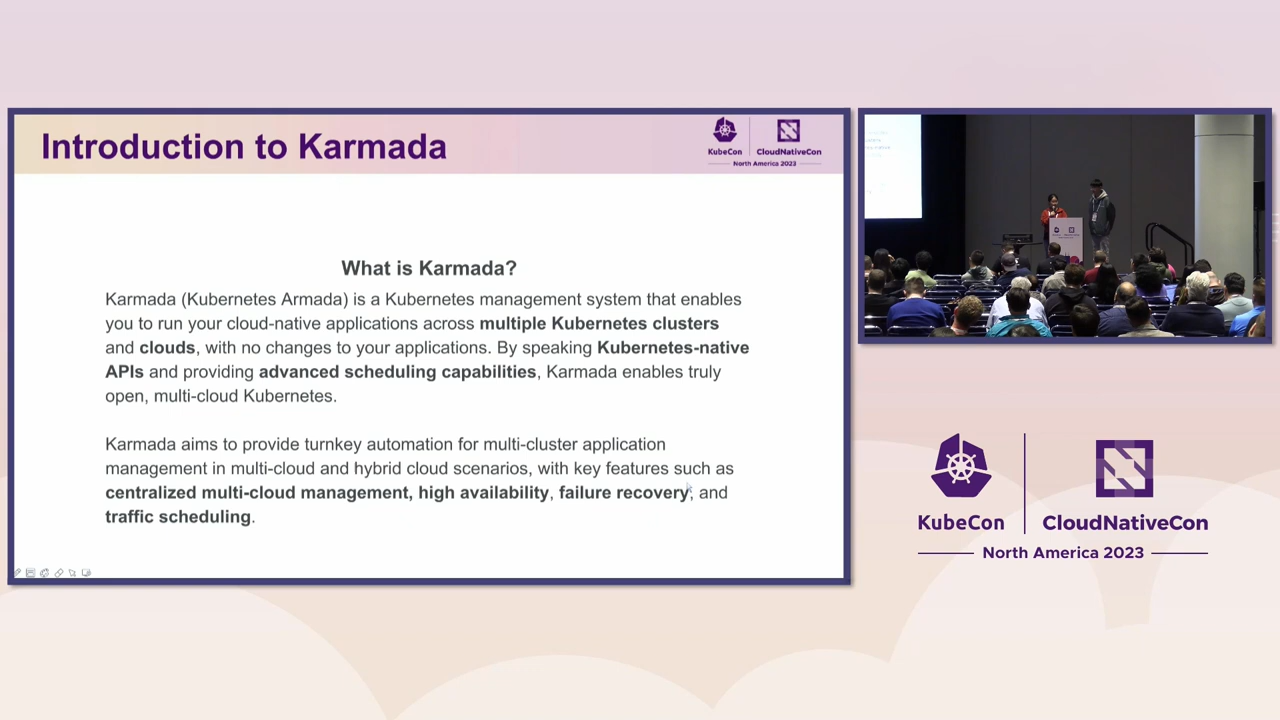 Introduction to Karmada
KubeCon
CloudNativeCon
North America 2023
What is Karmada?
Karmada (Kubernetes Armada) is a Kubernetes management system that enables
you to run your cloud-native applications across multiple Kubernetes clusters
and clouds, with no changes to your applications. By speaking Kubernetes-native
APIs and providing advanced scheduling capabilities, Karmada enables truly
open, multi-cloud Kubernetes.
Karmada aims to provide turnkey automation for multi-cluster application
management in multi-cloud and hybrid cloud scenarios, with key features such as
centralized multi-cloud management, high availability, failure recovery, and
traffic scheduling.
KubeCon
CloudNativeCon
North America 2023